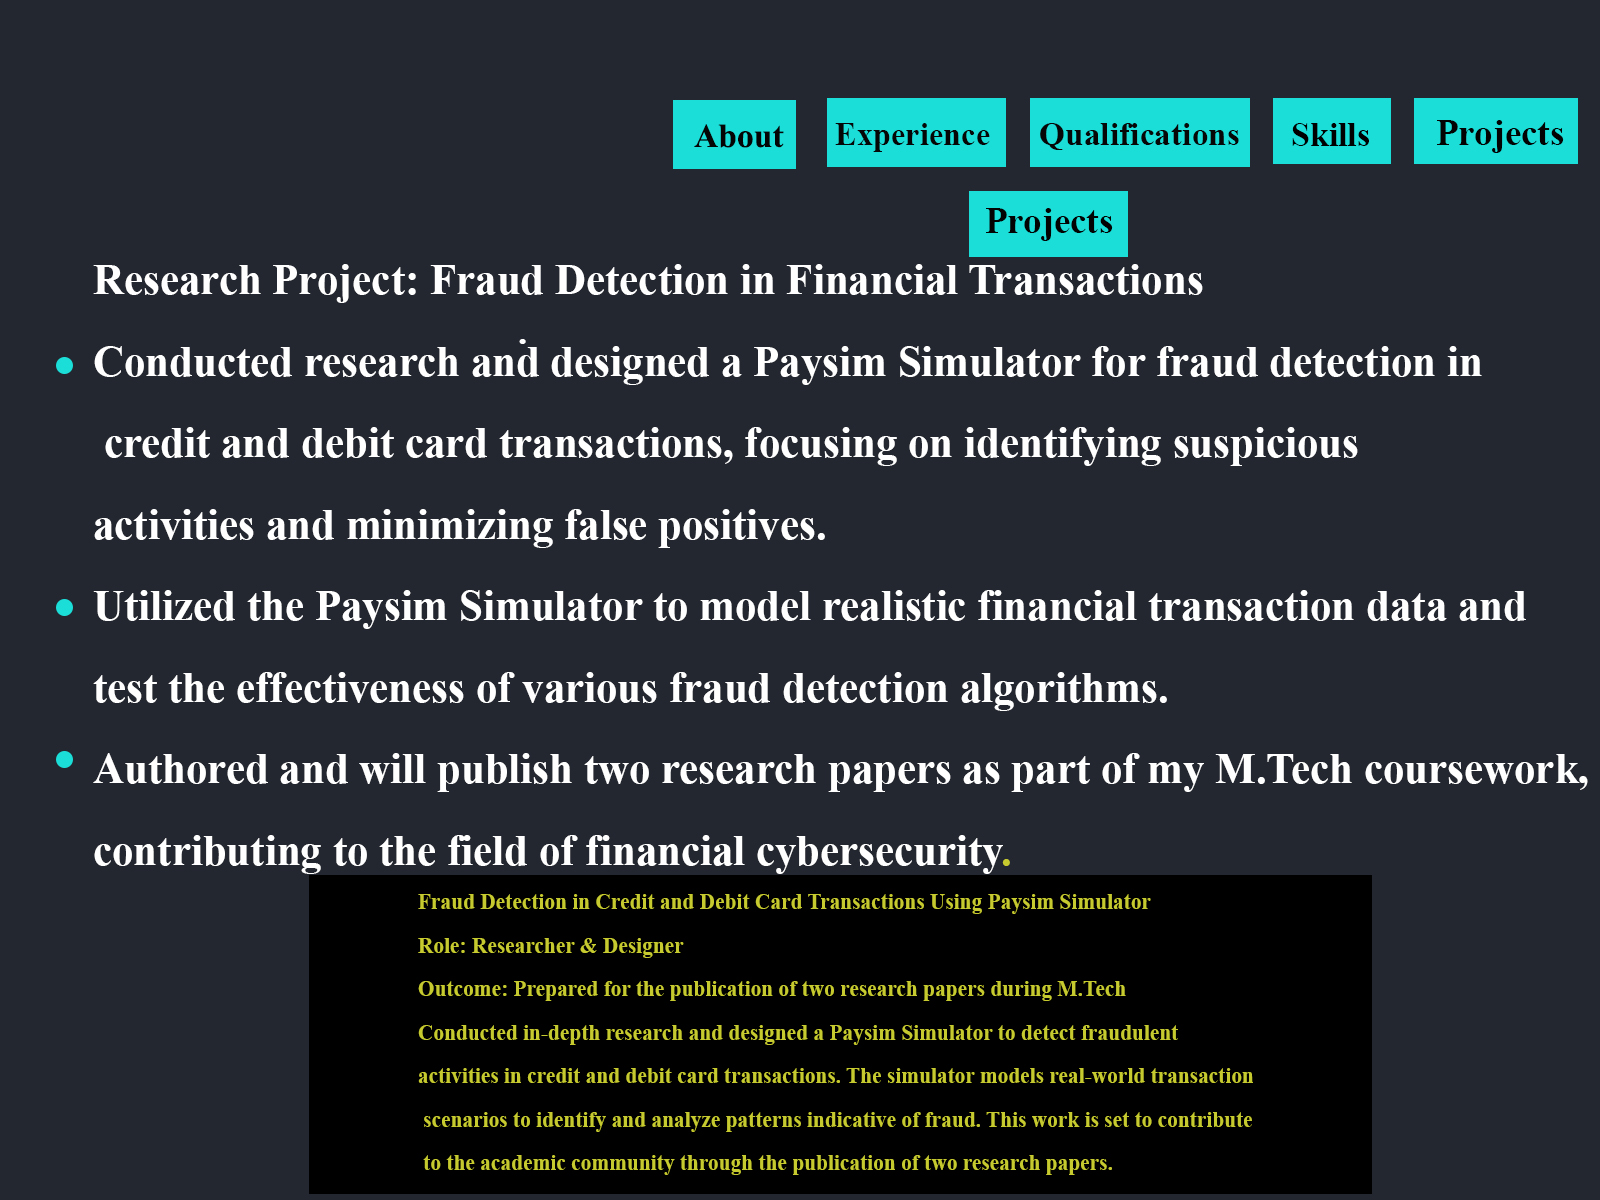 About Experience Qualifications Skills Projects
Projects
Research Project: Fraud Detection in Financial Transactions
Conducted research and designed a Paysim Simulator for fraud detection in
credit and debit card transactions, focusing on identifying suspicious
activities and minimizing false positives.
Utilized the Paysim Simulator to model realistic financial transaction data and
test the effectiveness of various fraud detection algorithms.
Authored and will publish two research papers as part of my M.Tech coursework,
contributing to the field of financial cybersecurity.
Fraud Detection in Credit and Debit Card Transactions Using Paysim Simulator
Role: Researcher & Designer
Outcome: Prepared for the publication of two research papers during M.Tech
Conducted in-depth research and designed a Paysim Simulator to detect fraudulent
activities in credit and debit card transactions. The simulator models real-world transaction
scenarios to identify and analyze patterns indicative of fraud. This work is set to contribute
to the academic community through the publication of two research papers.